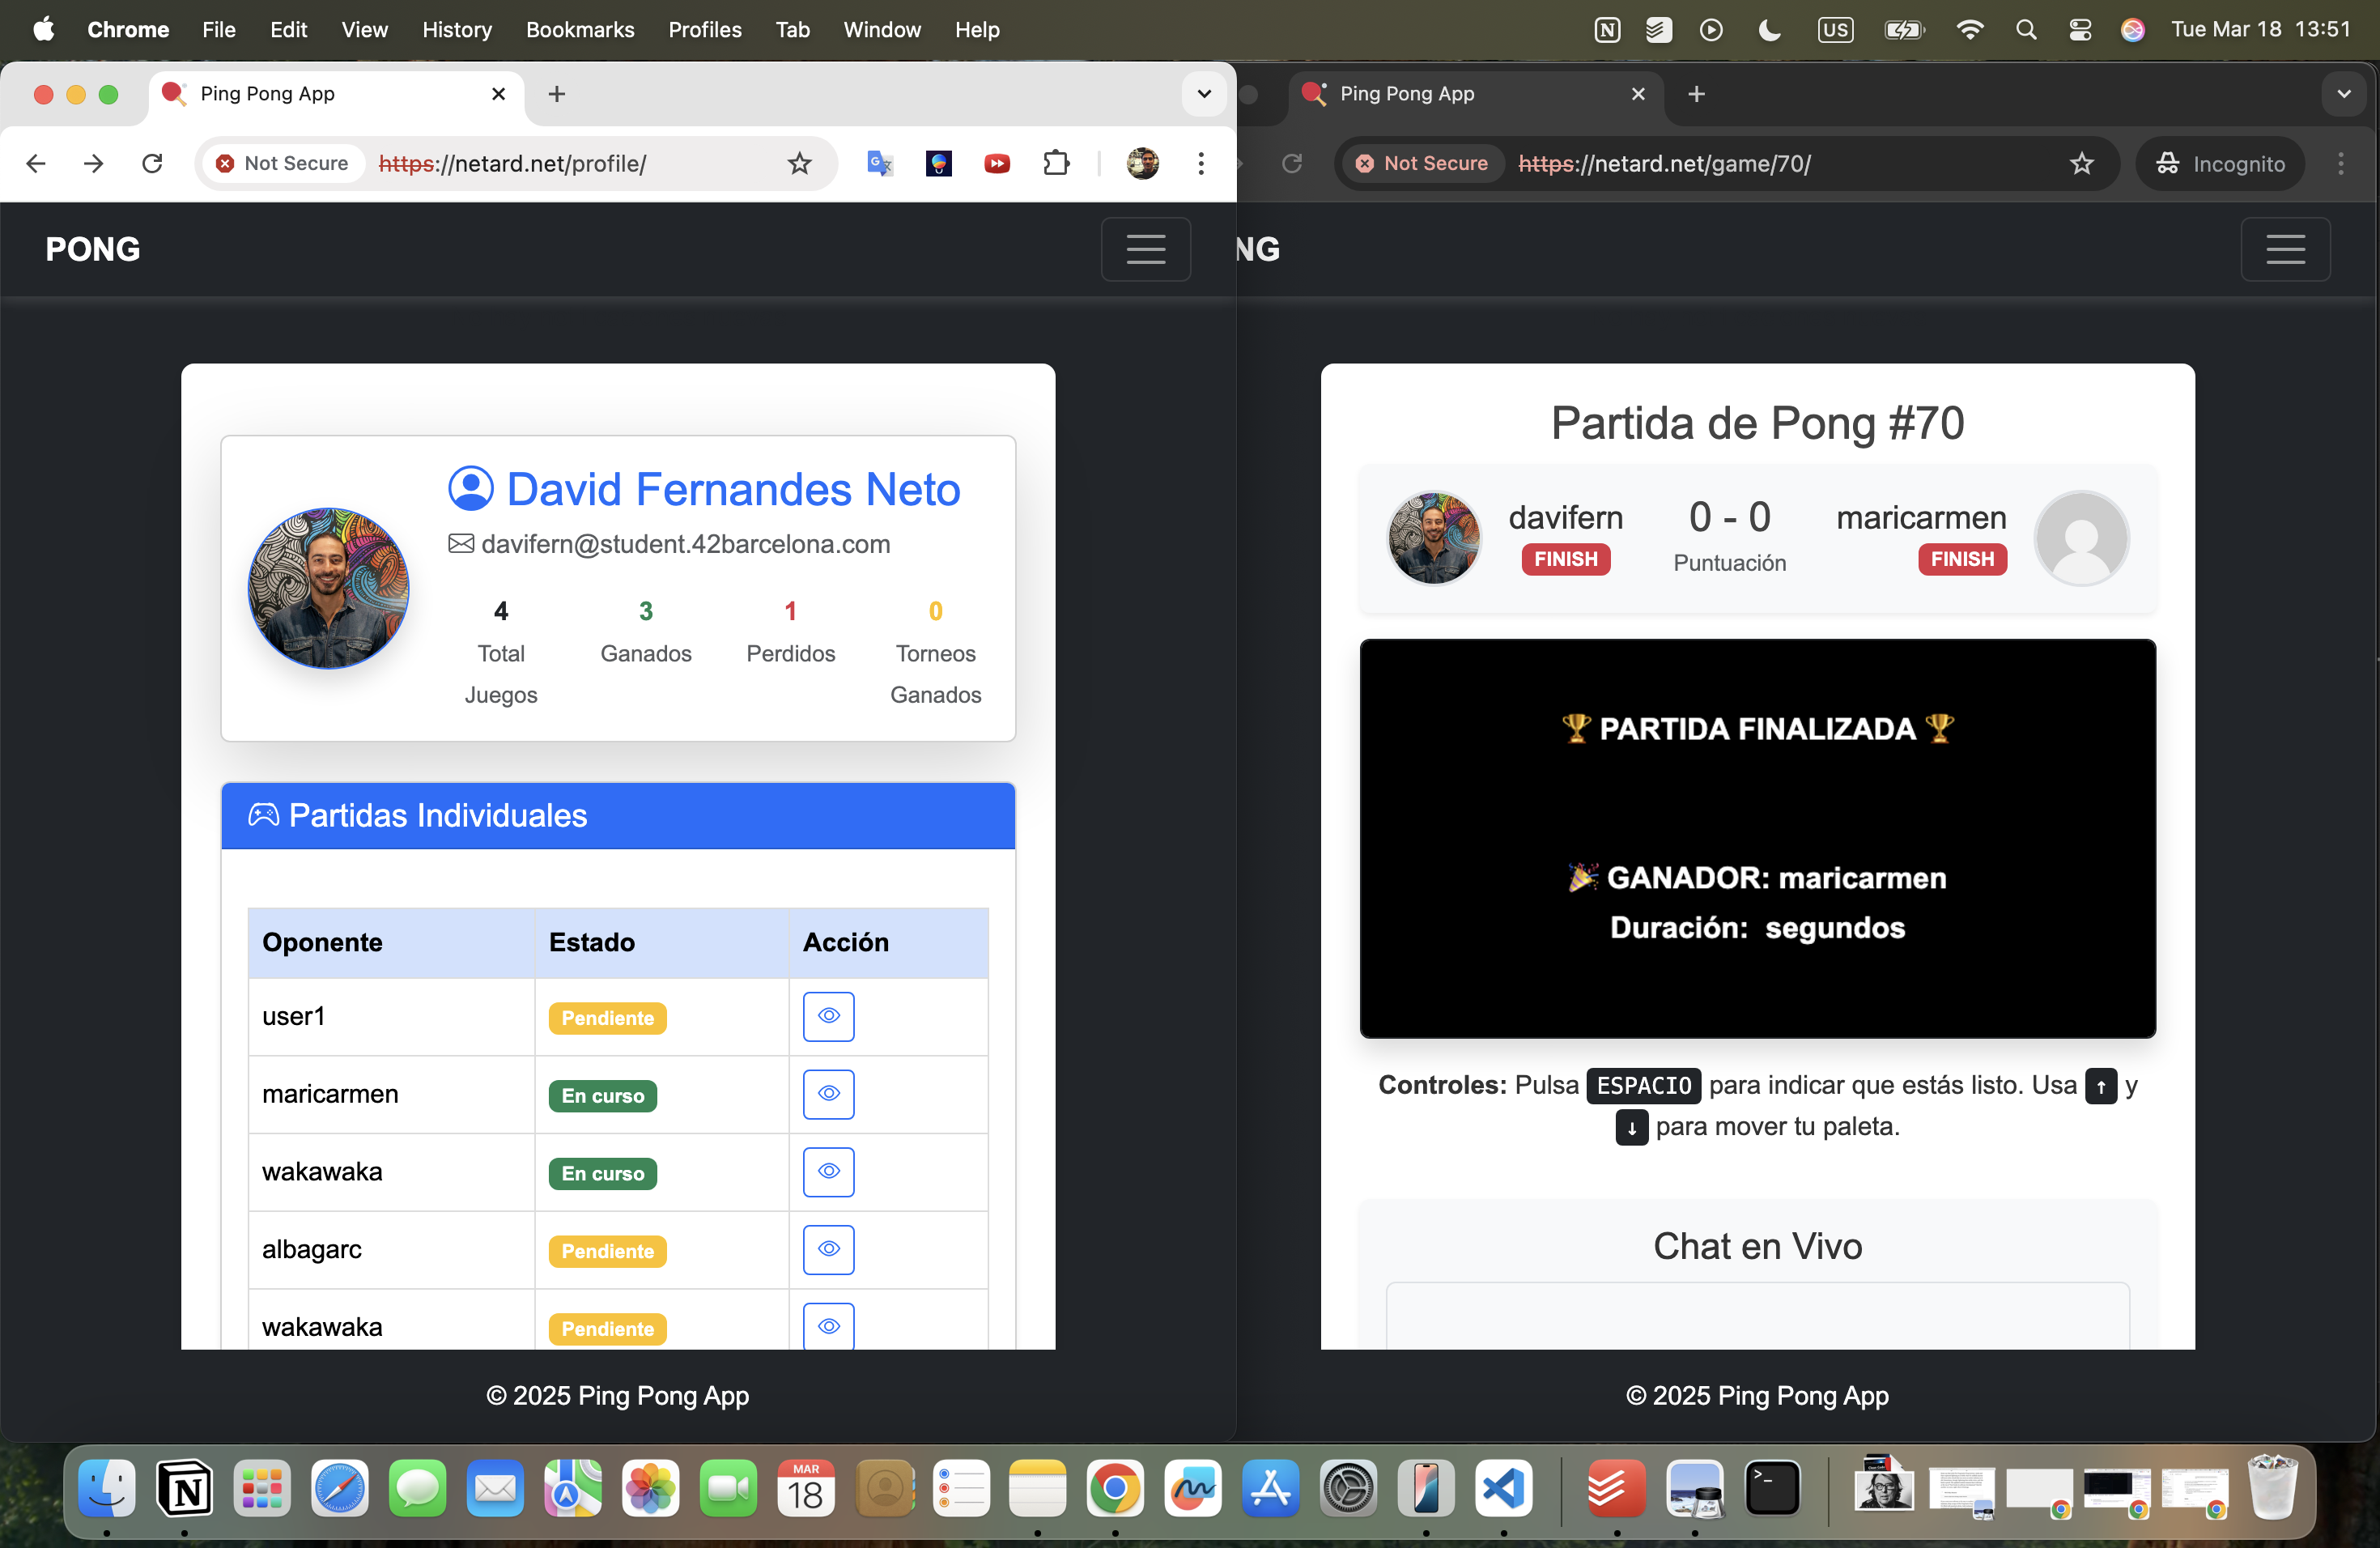 Chrome File Edit View History Bookmarks Profiles Tab Window Help US Tue Mar 18 13:51
Ping Pong App
Not Secure https://netard.net/profile/
PONG
David Fernandes Neto
davifern@student.42barcelona.com
4 3 1 0
Total Juegos Ganados Perdidos Torneos Ganados
Partidas Individuales
Oponente Estado Acción
user1 Pendiente
maricarmen En curso
wakawaka En curso
albagarc Pendiente
wakawaka Pendiente
© 2025 Ping Pong App
Ping Pong App
Not Secure https://netard.net/game/70/ Incognito
NG
Partida de Pong #70
davifern 0 - 0 maricarmen
FINISH Puntuación FINISH
🏆 PARTIDA FINALIZADA 🏆
🎉 GANADOR: maricarmen
Duración: segundos
Controles: Pulsa ESPACIO para indicar que estás listo. Usa ↑ y
↓ para mover tu paleta.
Chat en Vivo
© 2025 Ping Pong App
MAR
18